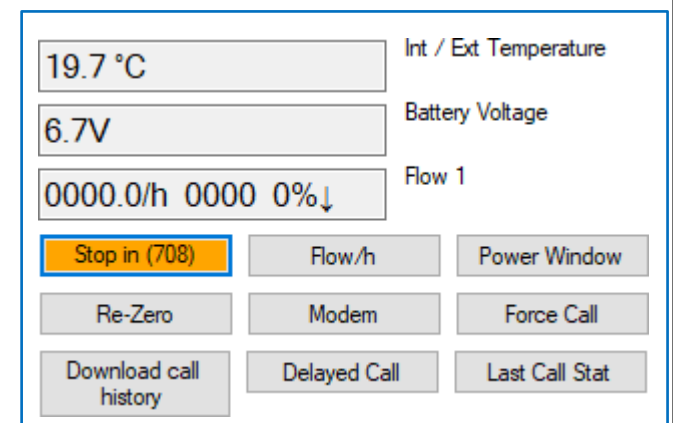 19.7 °C Int / Ext Temperature
6.7V Battery Voltage
0000.0/h 0000 0%↓ Flow 1
Stop in (708) Flow/h Power Window
Re-Zero Modem Force Call
Download call Delayed Call Last Call Stat
history